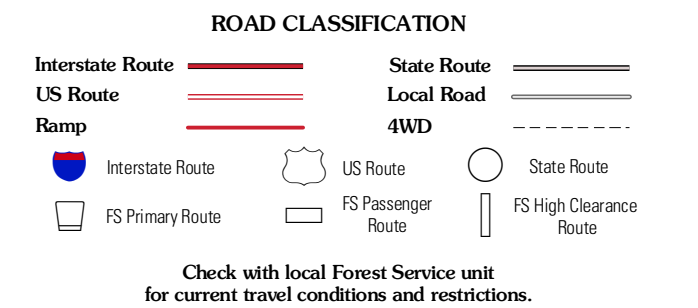 ROAD CLASSIFICATION
Interstate Route
State Route
US Route
Local Road
Ramp
4WD
Interstate Route
US Route
State Route
FS Primary Route
FS Passenger
Route
FS High Clearance
Route
Check with local Forest Service unit
for current travel conditions and restrictions.